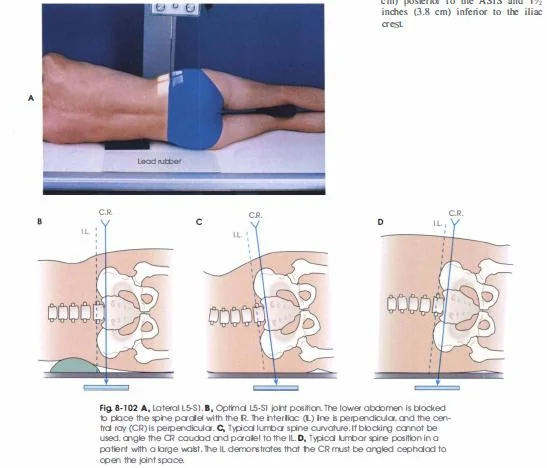 cm) posterior to the ASIS and 1½
inches (3.8 cm) inferior to the iliac
crest.
A
Lead rubber
B
C.R.
I.L.
C
C.R.
I.L.
D
I.L.
C.R.
Fig. 8-102 A, Lateral L5-S1. B, Optimal L5-S1 joint position. The lower abdomen is blocked
to place the spine parallel with the IR. The interiliac (IL) line is perpendicular, and the cen-
tral ray (CR) is perpendicular. C, Typical lumbar spine curvature. If blocking cannot be
used, angle the CR caudad and parallel to the IL. D, Typical lumbar spine position in a
patient with a large waist. The IL demonstrates that the CR must be angled cephalad to
open the joint space.